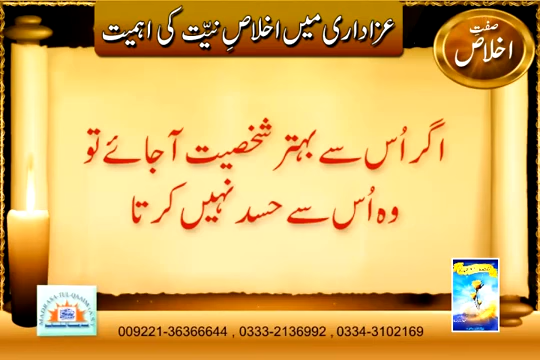 عزاداری میں اخلاصِ نیّت کی اہمیت
صفتِ
اخلاص
اگر اُس سے بہتر شخصیت آجائے تو
وہ اُس سے حسد نہیں کرتا
009221-36366644 , 0333-2136992 , 0334-3102169